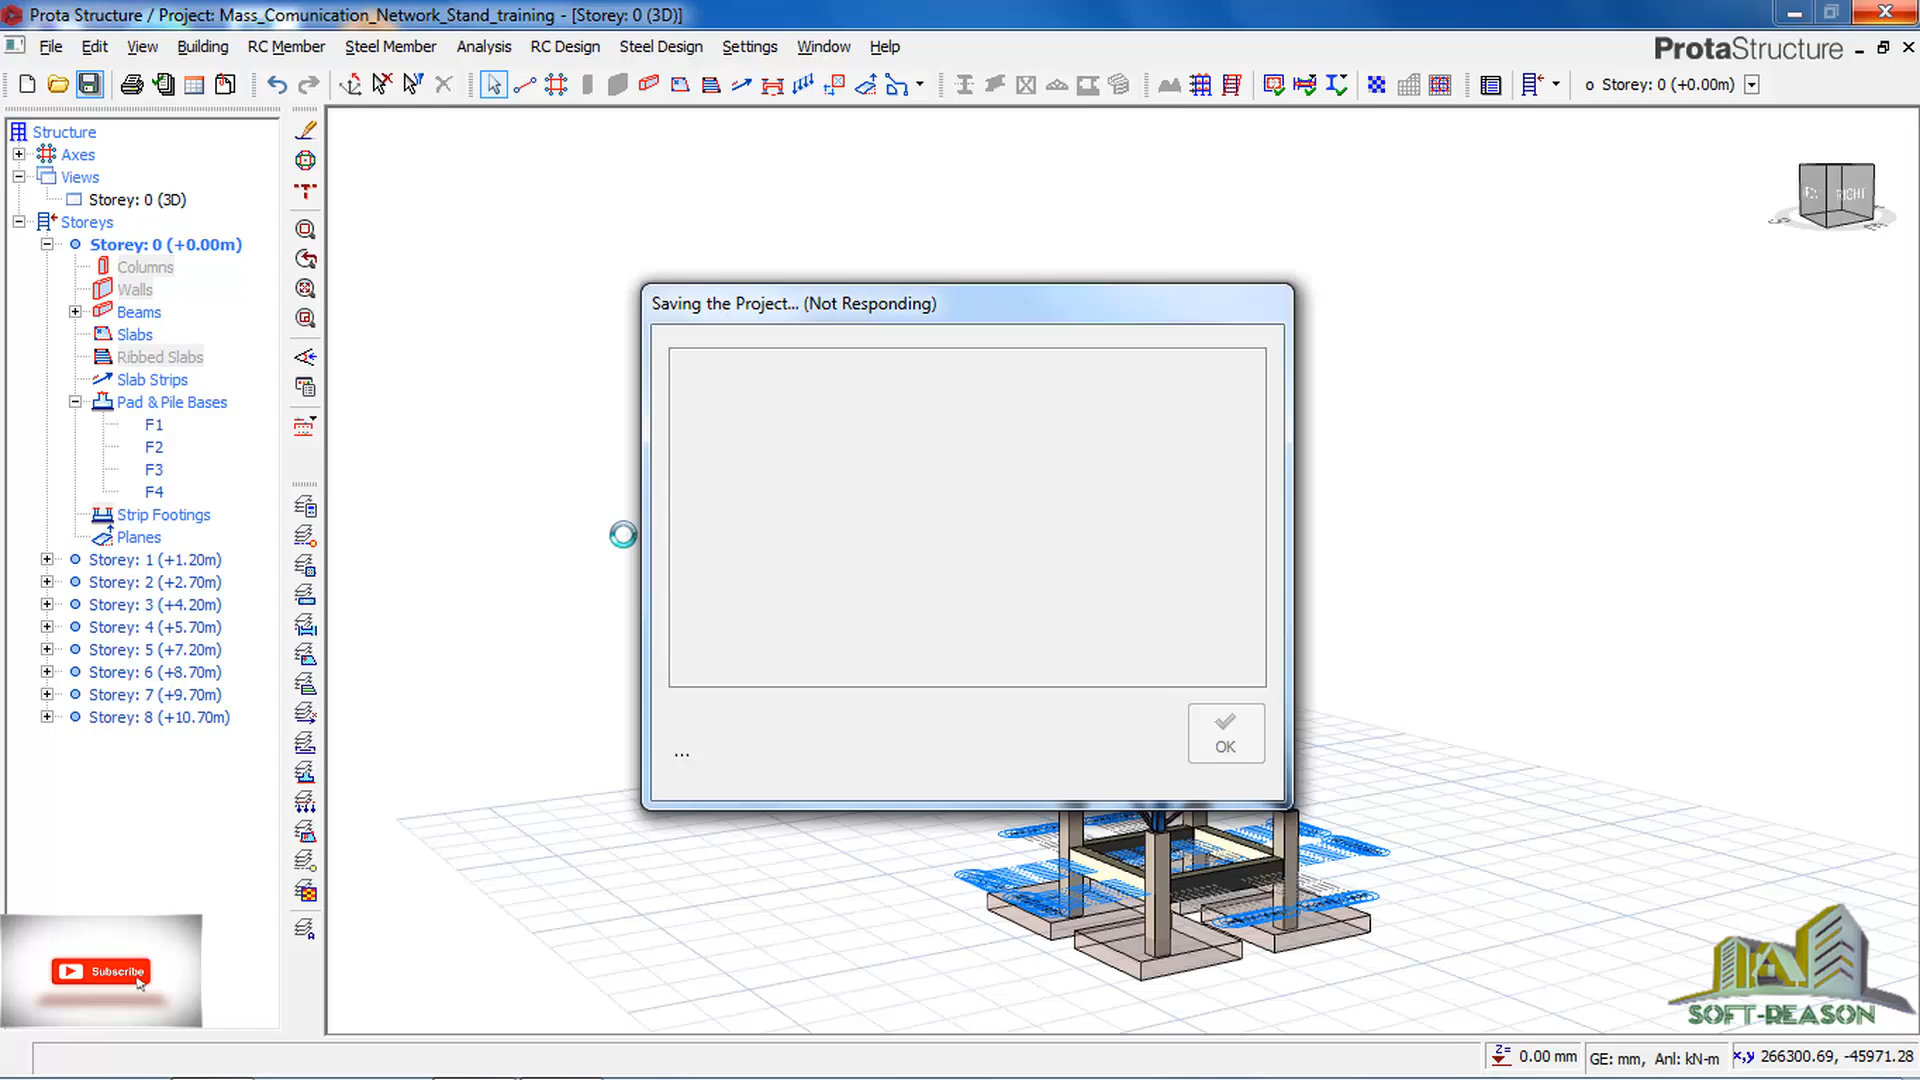 Prota Structure / Project: Mass_Comunication_Network_Stand_training - [Storey: 0 (3D)]
File Edit View Building RC Member Steel Member Analysis RC Design Steel Design Settings Window Help
ProtaStructure
Storey: 0 (+0.00m)
Structure
Axes
Views
Storey: 0 (3D)
Storeys
Storey: 0 (+0.00m)
Columns
Walls
Beams
Slabs
Ribbed Slabs
Slab Strips
Pad & Pile Bases
F1
F2
F3
F4
Strip Footings
Planes
Storey: 1 (+1.20m)
Storey: 2 (+2.70m)
Storey: 3 (+4.20m)
Storey: 4 (+5.70m)
Storey: 5 (+7.20m)
Storey: 6 (+8.70m)
Storey: 7 (+9.70m)
Storey: 8 (+10.70m)
Saving the Project... (Not Responding)
...
OK
RIGHT
Subscribe
SOFT-REASON
Z= 0.00 mm GE: mm, Anl: kN-m x,y 266300.69, -45971.28